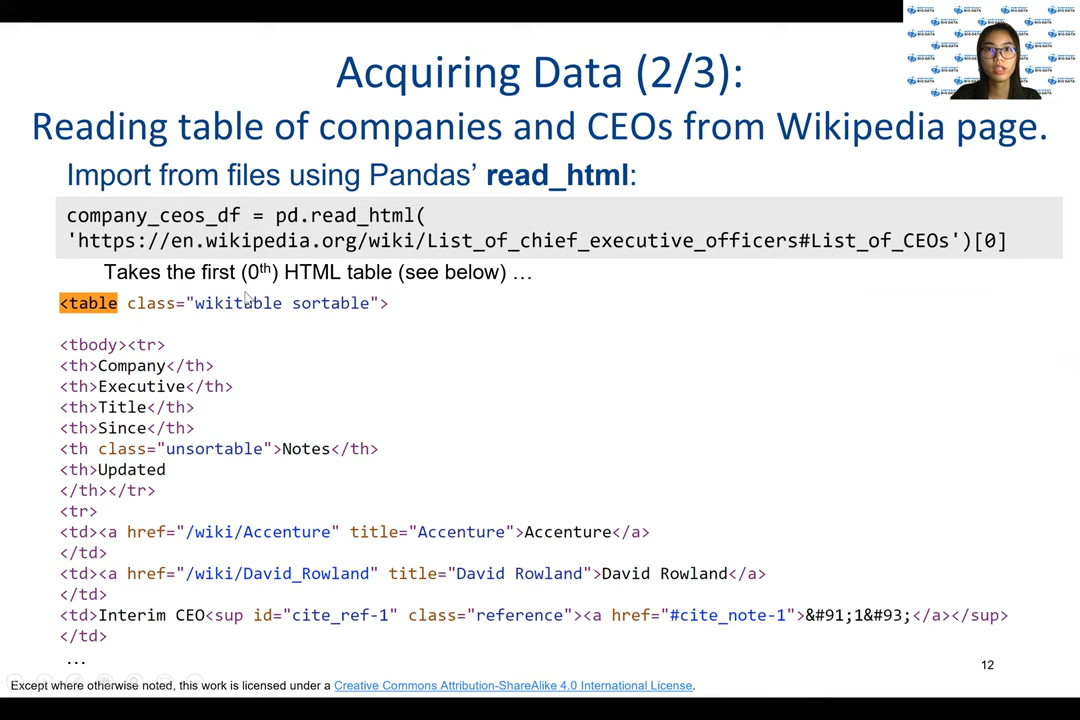 Acquiring Data (2/3):
Reading table of companies and CEOs from Wikipedia page.
Import from files using Pandas' read_html:
company_ceos_df = pd.read_html(
'https://en.wikipedia.org/wiki/List_of_chief_executive_officers#List_of_CEOs')[0]
Takes the first (0th) HTML table (see below) …
<table class="wikitable sortable">
<tbody><tr>
<th>Company</th>
<th>Executive</th>
<th>Title</th>
<th>Since</th>
<th class="unsortable">Notes</th>
<th>Updated
</th></tr>
<tr>
<td><a href="/wiki/Accenture" title="Accenture">Accenture</a>
</td>
<td><a href="/wiki/David_Rowland" title="David Rowland">David Rowland</a>
</td>
<td>Interim CEO<sup id="cite_ref-1" class="reference"><a href="#cite_note-1">&#91;1&#93;</a></sup>
</td>
…
12
Except where otherwise noted, this work is licensed under a Creative Commons Attribution-ShareAlike 4.0 International License.